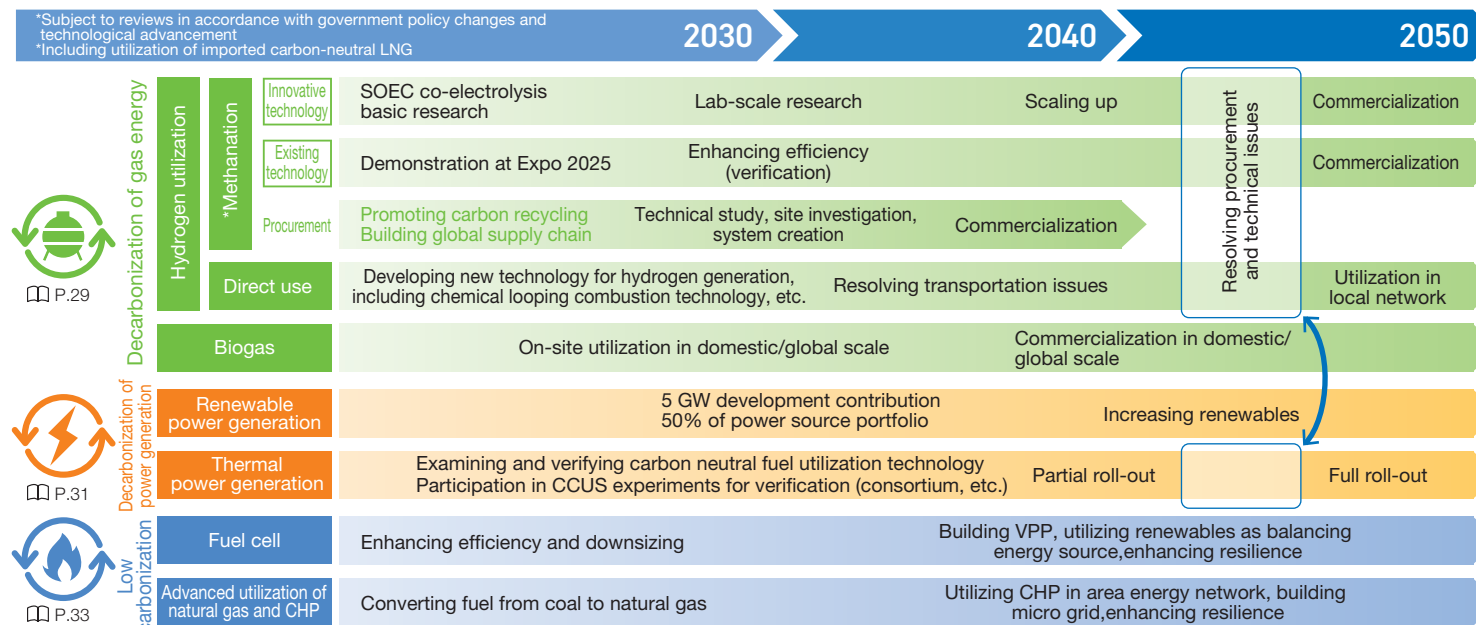 *Subject to reviews in accordance with government policy changes and
technological advancement
*Including utilization of imported carbon-neutral LNG
2030
2040
2050
Decarbonization of gas energy
P.29
Hydrogen utilization
*Methanation
Innovative
technology
SOEC co-electrolysis
basic research
Lab-scale research
Scaling up
Commercialization
Existing
technology
Demonstration at Expo 2025
Enhancing efficiency
(verification)
Commercialization
Procurement
Promoting carbon recycling
Building global supply chain
Technical study, site investigation,
system creation
Commercialization
Resolving procurement
and technical issues
Direct use
Developing new technology for hydrogen generation,
including chemical looping combustion technology, etc.
Resolving transportation issues
Utilization in
local network
Biogas
On-site utilization in domestic/global scale
Commercialization in domestic/
global scale
Decarbonization of
power generation
P.31
Renewable
power generation
5 GW development contribution
50% of power source portfolio
Increasing renewables
Thermal
power generation
Examining and verifying carbon neutral fuel utilization technology
Participation in CCUS experiments for verification (consortium, etc.)
Partial roll-out
Full roll-out
Low
carbonization
P.33
Fuel cell
Enhancing efficiency and downsizing
Building VPP, utilizing renewables as balancing
energy source,enhancing resilience
Advanced utilization of
natural gas and CHP
Converting fuel from coal to natural gas
Utilizing CHP in area energy network, building
micro grid,enhancing resilience